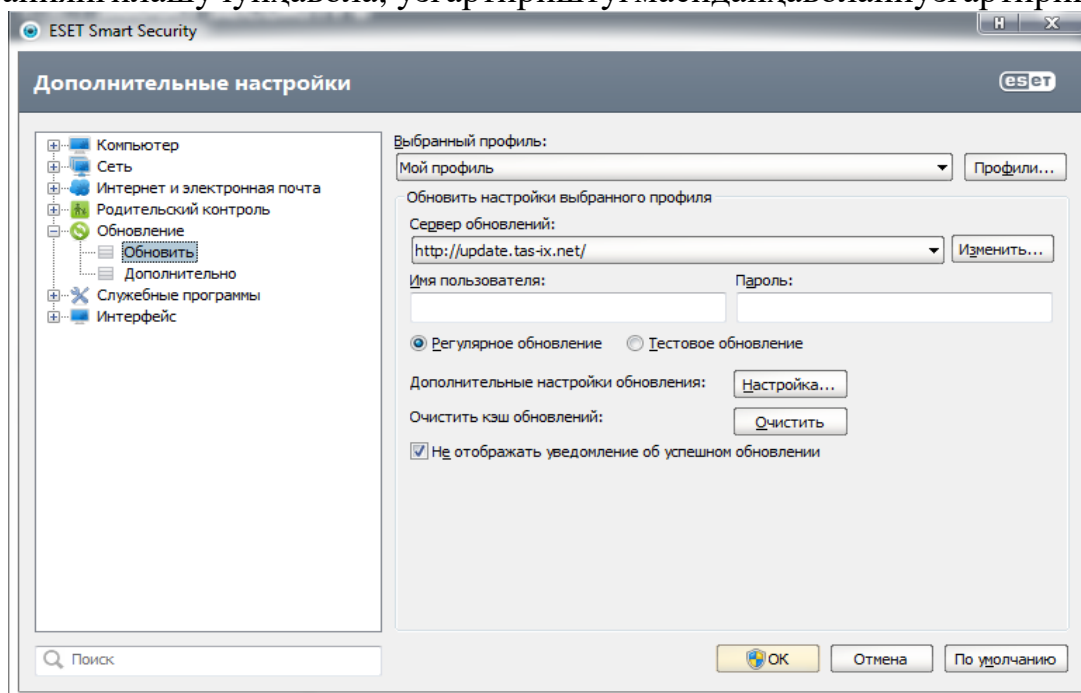 ESET Smart Security
Дополнительные настройки
eset
Компьютер
Сеть
Интернет и электронная почта
Родительский контроль
Обновление
Обновить
Дополнительно
Служебные программы
Интерфейс
Поиск
Выбранный профиль:
Мой профиль
Профили...
Обновить настройки выбранного профиля
Сервер обновлений:
http://update.tas-ix.net/
Изменить...
Имя пользователя: Пароль:
Регулярное обновление Тестовое обновление
Дополнительные настройки обновления: Настройка...
Очистить кэш обновлений: Очистить
Не отображать уведомление об успешном обновлении
OK Отмена По умолчанию